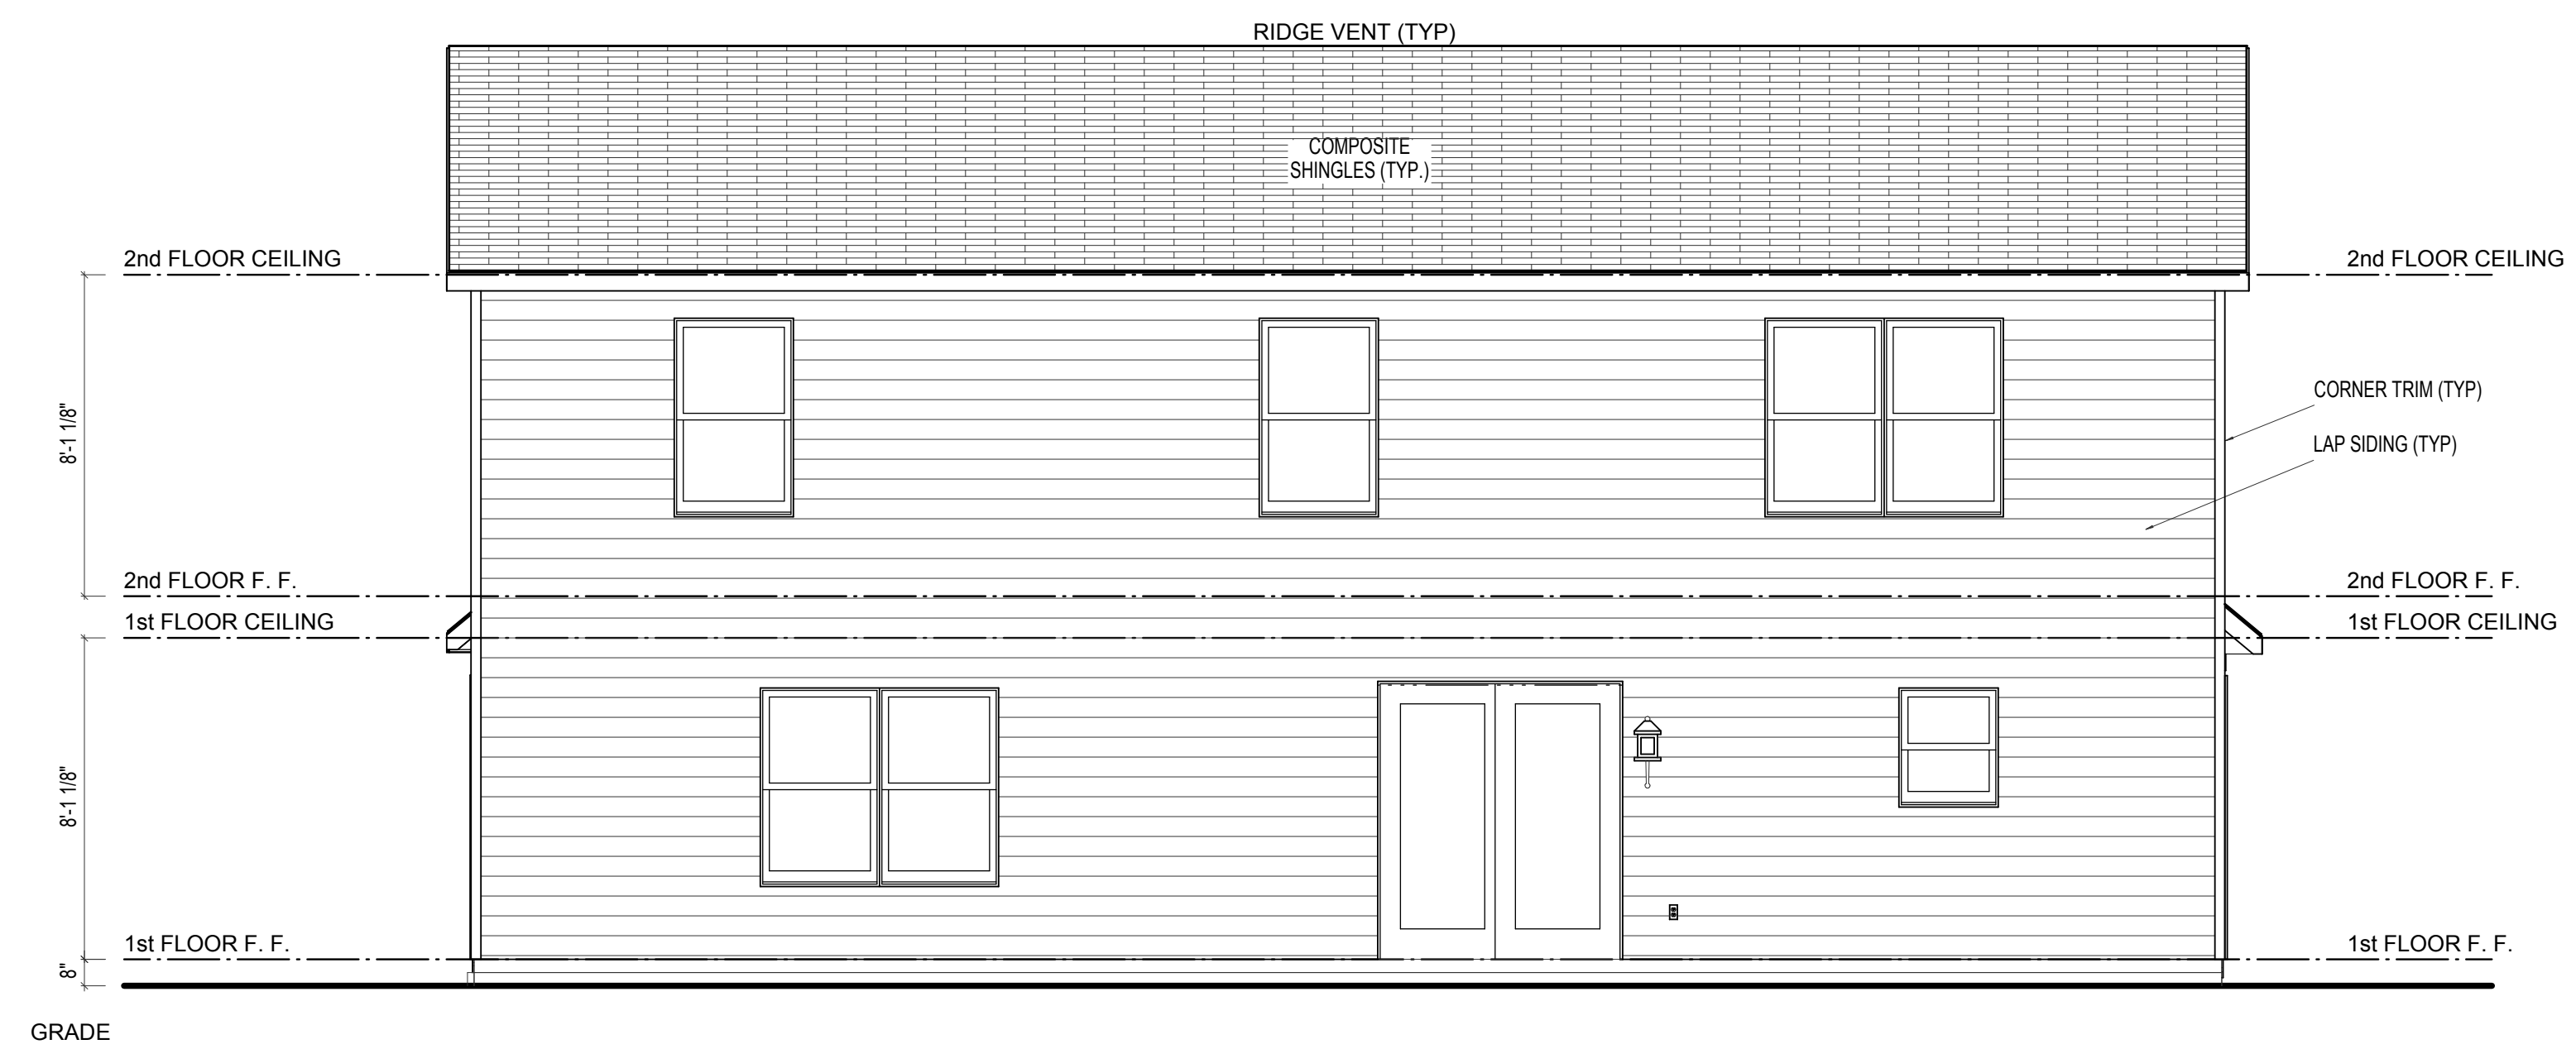 RIDGE VENT (TYP)
COMPOSITE
SHINGLES (TYP.)
2nd FLOOR CEILING
2nd FLOOR CEILING
8'-1 1/8"
CORNER TRIM (TYP)
LAP SIDING (TYP)
2nd FLOOR F. F.
2nd FLOOR F. F.
1st FLOOR CEILING
1st FLOOR CEILING
8'-1 1/8"
1st FLOOR F. F.
1st FLOOR F. F.
8"
GRADE